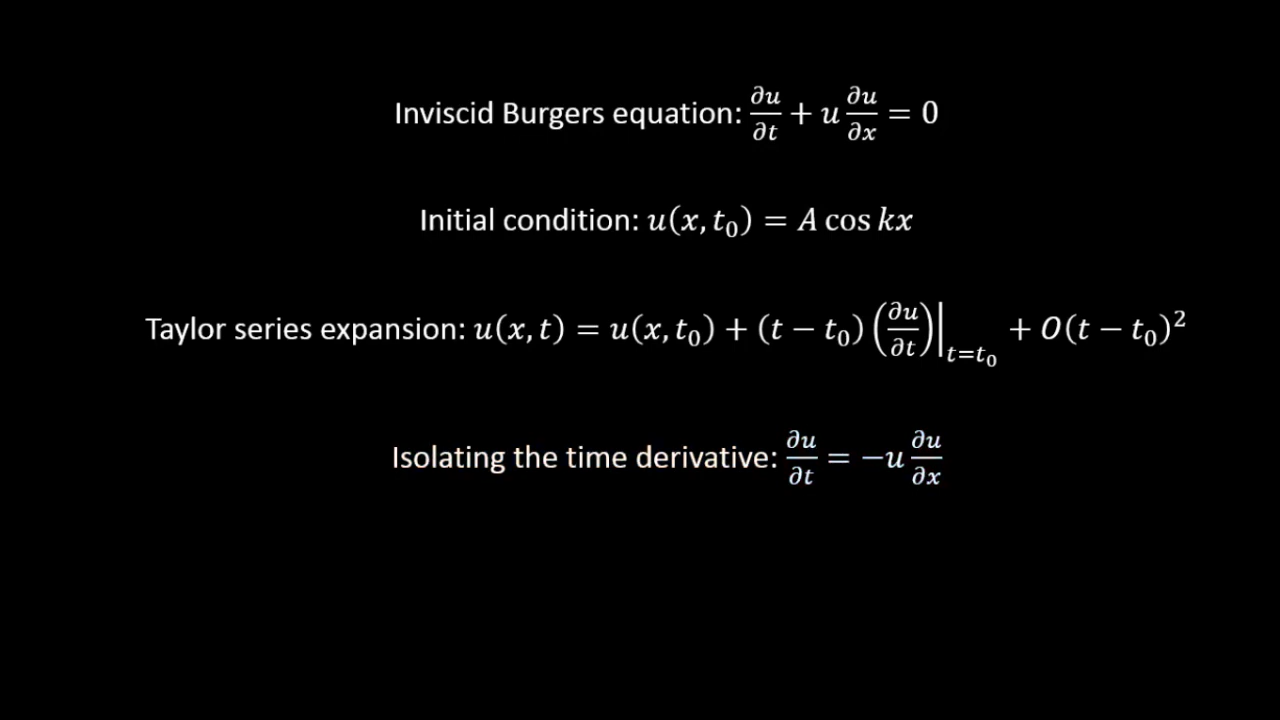 Inviscid Burgers equation: ∂u/∂t + u ∂u/∂x = 0
Initial condition: u(x, t₀) = A cos kx
Taylor series expansion: u(x, t) = u(x, t₀) + (t − t₀) (∂u/∂t)|ₜ₌ₜ₀ + O(t − t₀)²
Isolating the time derivative: ∂u/∂t = −u ∂u/∂x